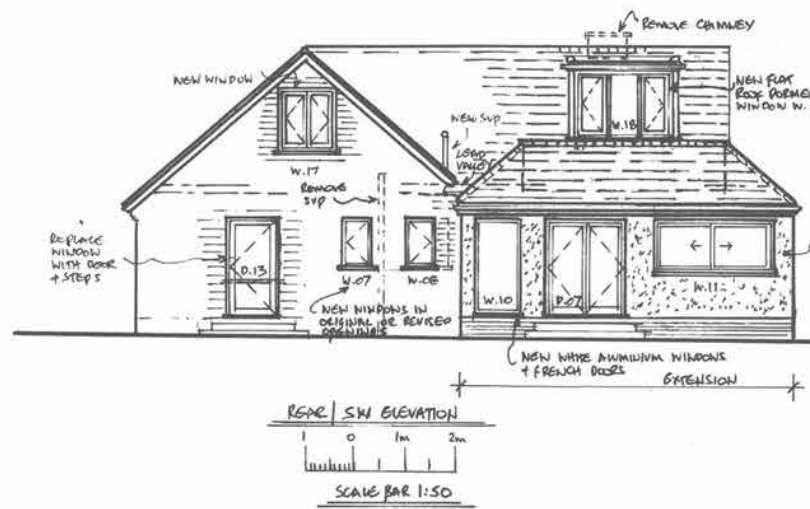 REMOVE CHIMNEY
NEW WINDOW
NEW FLAT
ROOF DORMER
WINDOW W.
W.18
NEW SVP
LEAD
VALLEY
W.17
REMOVE
SVP
REPLACE
WINDOW
WITH DOOR
+ STEPS
D.13
W.07
W.08
W.10
D.07
W.11
NEW WINDOWS IN
ORIGINAL OR REVISED
OPENINGS
NEW WHITE ALUMINIUM WINDOWS
+ FRENCH DOORS
EXTENSION
REAR / SW ELEVATION
1 0 1m 2m
SCALE BAR 1:50